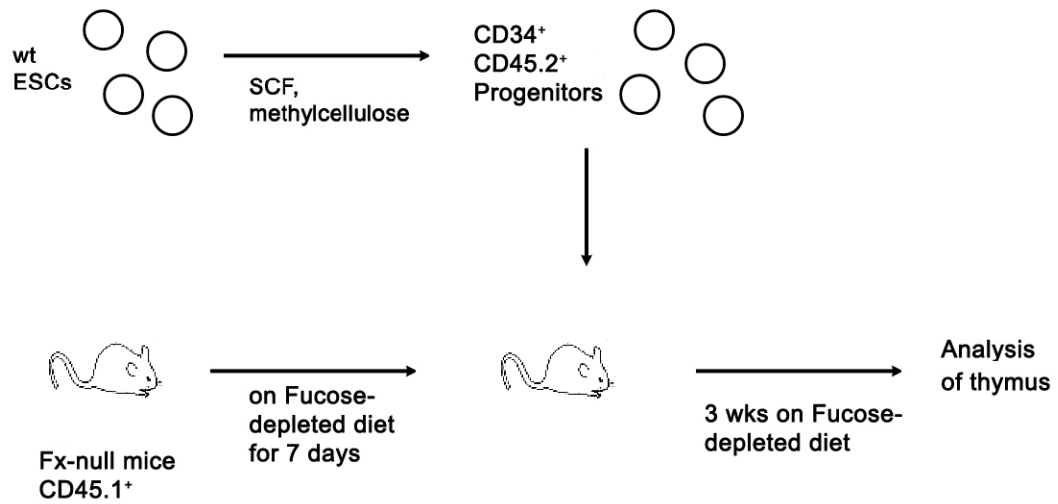 wt
ESCs
SCF,
methylcellulose
CD34⁺
CD45.2⁺
Progenitors
Fx-null mice
CD45.1⁺
on Fucose-
depleted diet
for 7 days
3 wks on Fucose-
depleted diet
Analysis
of thymus